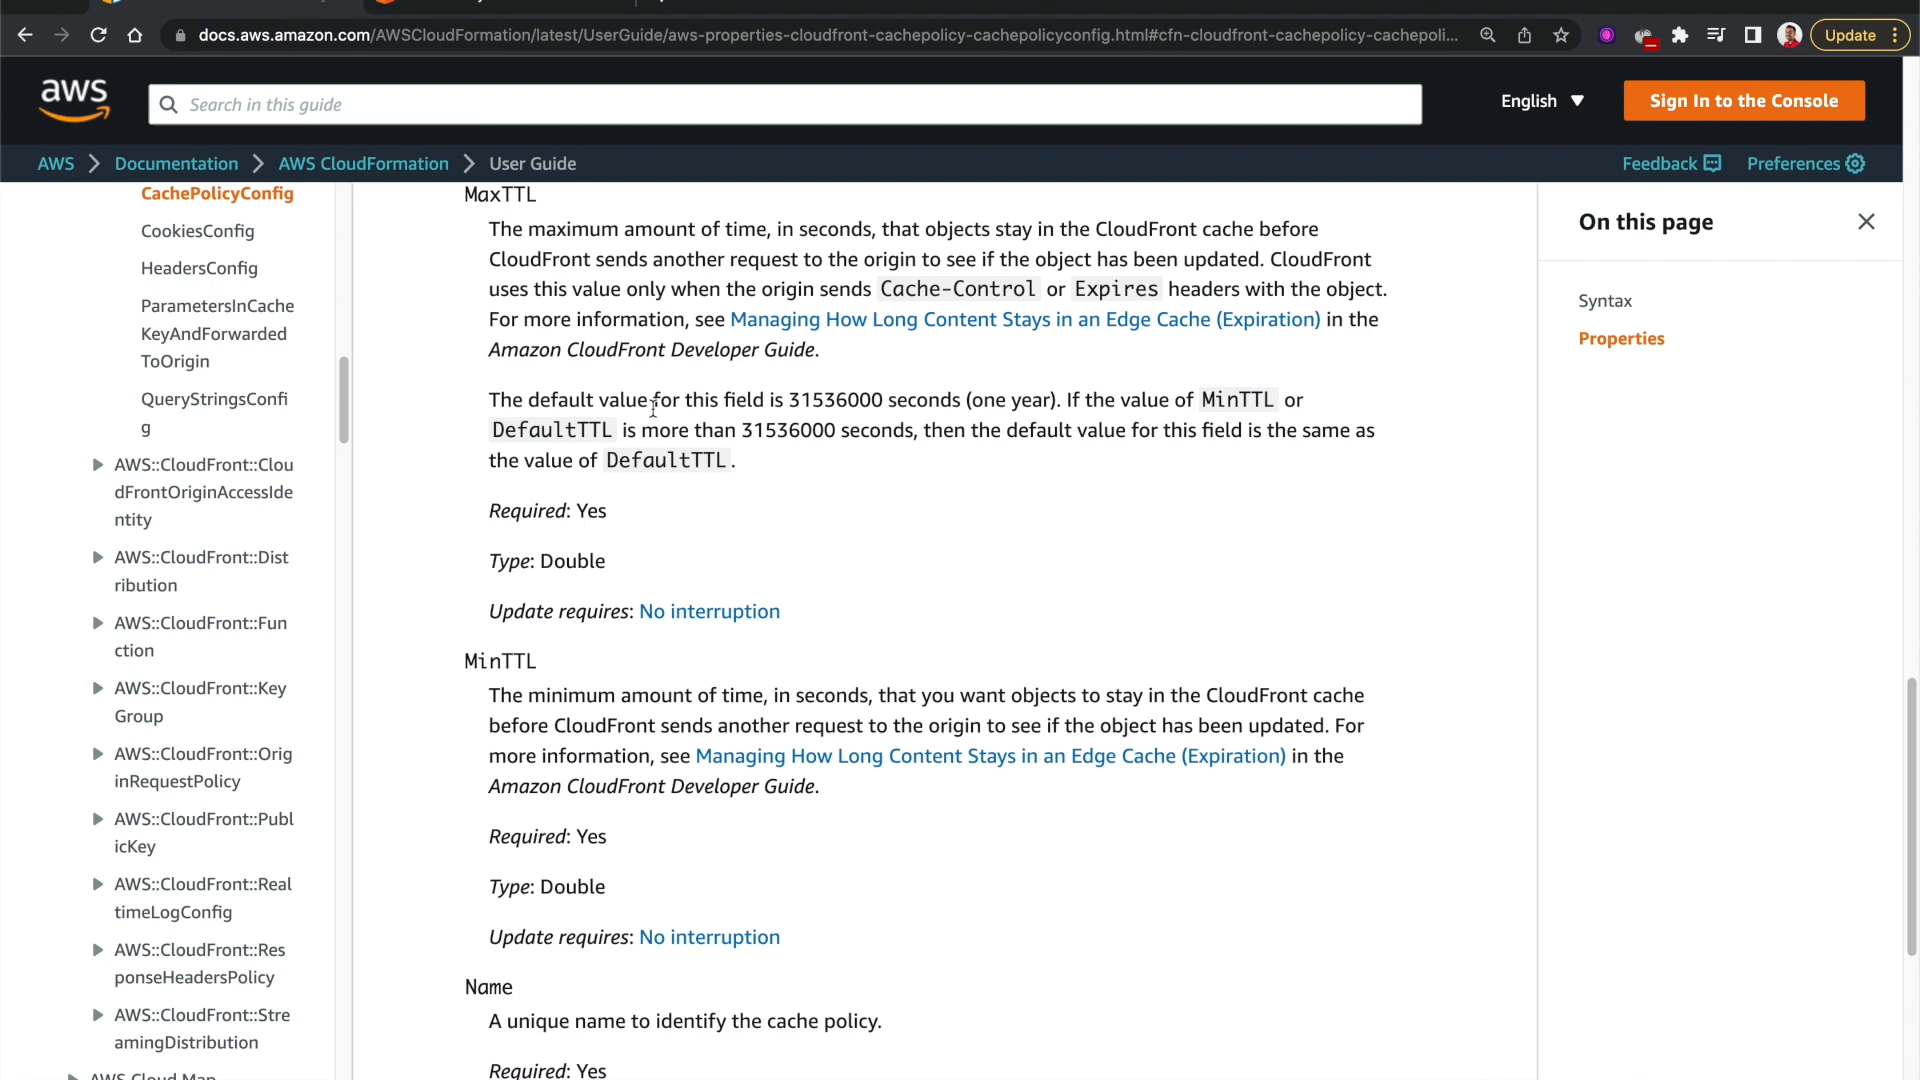 docs.aws.amazon.com/AWSCloudFormation/latest/UserGuide/aws-properties-cloudfront-cachepolicy-cachepolicyconfig.html#cfn-cloudfront-cachepolicy-cachepoli...
Update
aws
Search in this guide
English
Sign In to the Console
AWS
Documentation
AWS CloudFormation
User Guide
Feedback
Preferences
CachePolicyConfig
CookiesConfig
HeadersConfig
ParametersInCache
KeyAndForwarded
ToOrigin
QueryStringsConfi
g
AWS::CloudFront::Clou
dFrontOriginAccessIde
ntity
AWS::CloudFront::Dist
ribution
AWS::CloudFront::Fun
ction
AWS::CloudFront::Key
Group
AWS::CloudFront::Orig
inRequestPolicy
AWS::CloudFront::Publ
icKey
AWS::CloudFront::Real
timeLogConfig
AWS::CloudFront::Res
ponseHeadersPolicy
AWS::CloudFront::Stre
amingDistribution
AWS Cloud Map
MaxTTL
The maximum amount of time, in seconds, that objects stay in the CloudFront cache before
CloudFront sends another request to the origin to see if the object has been updated. CloudFront
uses this value only when the origin sends Cache-Control or Expires headers with the object.
For more information, see Managing How Long Content Stays in an Edge Cache (Expiration) in the
Amazon CloudFront Developer Guide.
The default value for this field is 31536000 seconds (one year). If the value of MinTTL or
DefaultTTL is more than 31536000 seconds, then the default value for this field is the same as
the value of DefaultTTL.
Required: Yes
Type: Double
Update requires: No interruption
MinTTL
The minimum amount of time, in seconds, that you want objects to stay in the CloudFront cache
before CloudFront sends another request to the origin to see if the object has been updated. For
more information, see Managing How Long Content Stays in an Edge Cache (Expiration) in the
Amazon CloudFront Developer Guide.
Required: Yes
Type: Double
Update requires: No interruption
Name
A unique name to identify the cache policy.
Required: Yes
On this page
Syntax
Properties